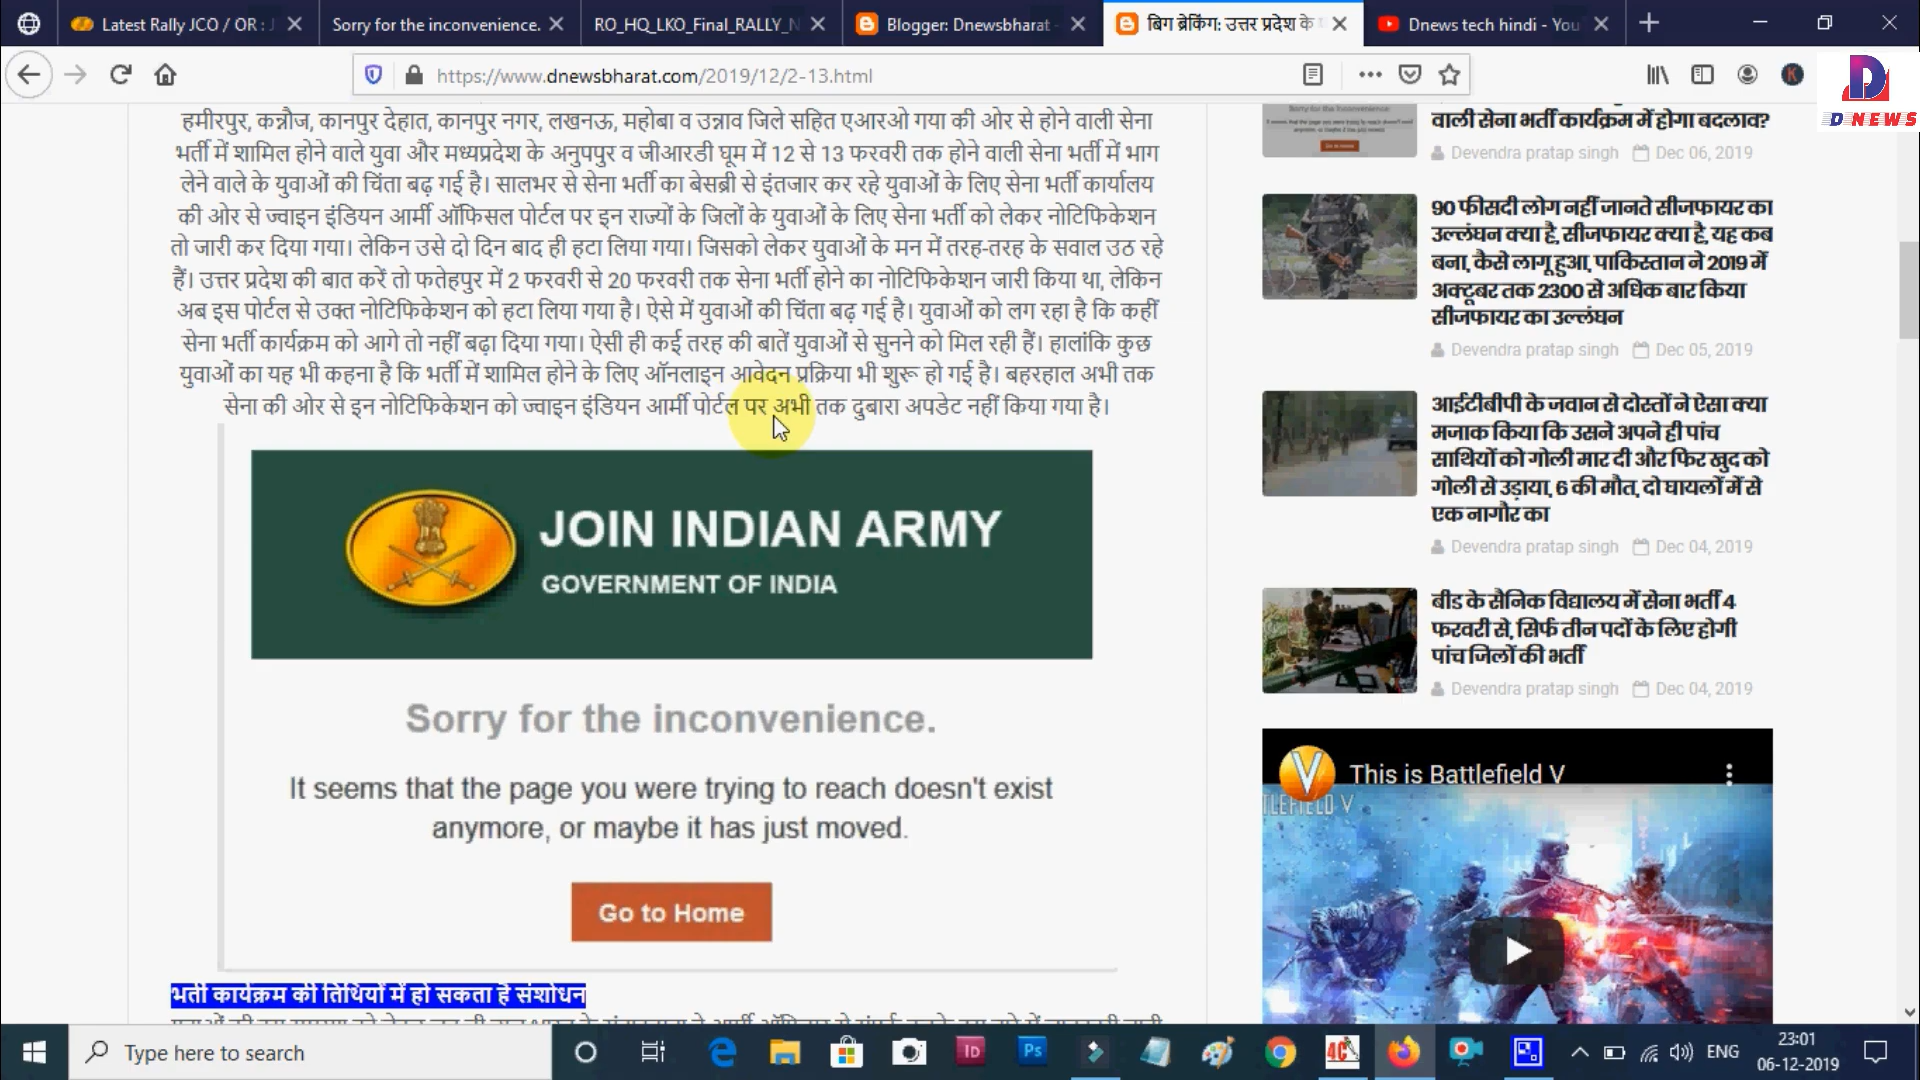 Latest Rally JCO / OR : J
Sorry for the inconvenience.
RO_HQ_LKO_Final_RALLY_N
Blogger: Dnewsbharat -
बिग ब्रेकिंग: उत्तर प्रदेश के
Dnews tech hindi - You
https://www.dnewsbharat.com/2019/12/2-13.html
D NEWS
हमीरपुर, कन्नौज, कानपुर देहात, कानपुर नगर, लखनऊ, महोबा व उन्नाव जिले सहित एआरओ गया की ओर से होने वाली सेना
भर्ती में शामिल होने वाले युवा और मध्यप्रदेश के अनुपपुर व जीआरडी घूम में 12 से 13 फरवरी तक होने वाली सेना भर्ती में भाग
लेने वाले के युवाओं की चिंता बढ़ गई है। सालभर से सेना भर्ती का बेसब्री से इंतजार कर रहे युवाओं के लिए सेना भर्ती कार्यालय
की ओर से ज्वाइन इंडियन आर्मी ऑफिसल पोर्टल पर इन राज्यों के जिलों के युवाओं के लिए सेना भर्ती को लेकर नोटिफिकेशन
तो जारी कर दिया गया। लेकिन उसे दो दिन बाद ही हटा लिया गया। जिसको लेकर युवाओं के मन में तरह-तरह के सवाल उठ रहे
हैं। उत्तर प्रदेश की बात करें तो फतेहपुर में 2 फरवरी से 20 फरवरी तक सेना भर्ती होने का नोटिफिकेशन जारी किया था, लेकिन
अब इस पोर्टल से उक्त नोटिफिकेशन को हटा लिया गया है। ऐसे में युवाओं की चिंता बढ़ गई है। युवाओं को लग रहा है कि कहीं
सेना भर्ती कार्यक्रम को आगे तो नहीं बढ़ा दिया गया। ऐसी ही कई तरह की बातें युवाओं से सुनने को मिल रही हैं। हालांकि कुछ
युवाओं का यह भी कहना है कि भर्ती में शामिल होने के लिए ऑनलाइन आवेदन प्रक्रिया भी शुरू हो गई है। बहरहाल अभी तक
सेना की ओर से इन नोटिफिकेशन को ज्वाइन इंडियन आर्मी पोर्टल पर अभी तक दुबारा अपडेट नहीं किया गया है।
JOIN INDIAN ARMY
GOVERNMENT OF INDIA
Sorry for the inconvenience.
It seems that the page you were trying to reach doesn't exist
anymore, or maybe it has just moved.
Go to Home
भर्ती कार्यक्रम की तिथियों में हो सकता है संशोधन
वाली सेना भर्ती कार्यक्रम में होगा बदलाव?
Devendra pratap singh Dec 06, 2019
90 फीसदी लोग नहीं जानते सीजफायर का
उल्लंघन क्या है, सीजफायर क्या है, यह कब
बना, कैसे लागू हुआ, पाकिस्तान ने 2019 में
अक्टूबर तक 2300 से अधिक बार किया
सीजफायर का उल्लंघन
Devendra pratap singh Dec 05, 2019
आईटीबीपी के जवान से दोस्तों ने ऐसा क्या
मजाक किया कि उसने अपने ही पांच
साथियों को गोली मार दी और फिर खुद को
गोली से उड़ाया, 6 की मौत, दो घायलों में से
एक नागौर का
Devendra pratap singh Dec 04, 2019
बीड के सैनिक विद्यालय में सेना भर्ती 4
फरवरी से, सिर्फ तीन पदों के लिए होगी
पांच जिलों की भर्ती
Devendra pratap singh Dec 04, 2019
This is Battlefield V
Type here to search
ENG
23:01
06-12-2019